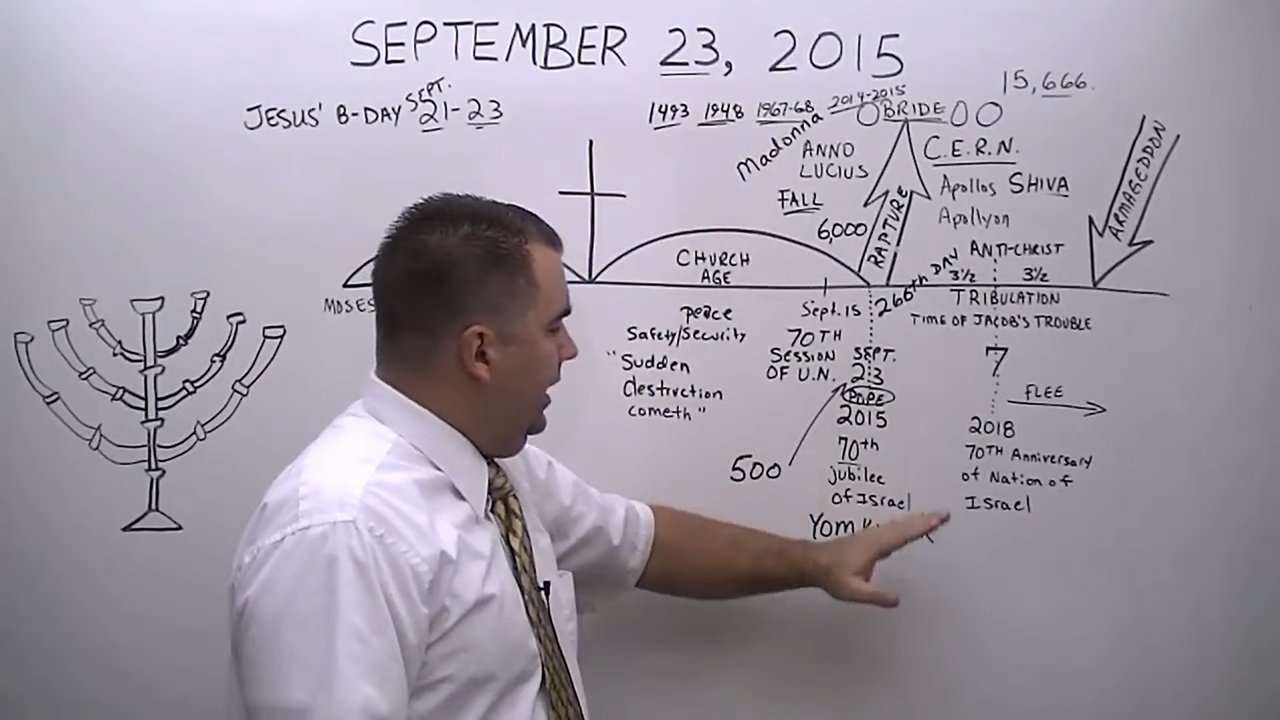 SEPTEMBER 23, 2015
JESUS' B-DAY SEPT. 21-23
1493 1948 1967-68 2014-2015
BRIDE
15,666.
Madonna
ANNO
LUCIUS
FALL
6,000
RAPTURE
C.E.R.N.
Apollos SHIVA
Apollyon
ANTI-CHRIST
ARMAGEDDON
CHURCH
AGE
MOSES
266th DAY
3½ 3½
TRIBULATION
TIME OF JACOB'S TROUBLE
peace
Safety/Security
"Sudden
destruction
cometh"
Sept. 15
70TH
SESSION
OF U.N.
SEPT.
23
POPE
2015
500
70th
jubilee
of Israel
Yom
7
FLEE
2018
70TH Anniversary
of Nation of
Israel